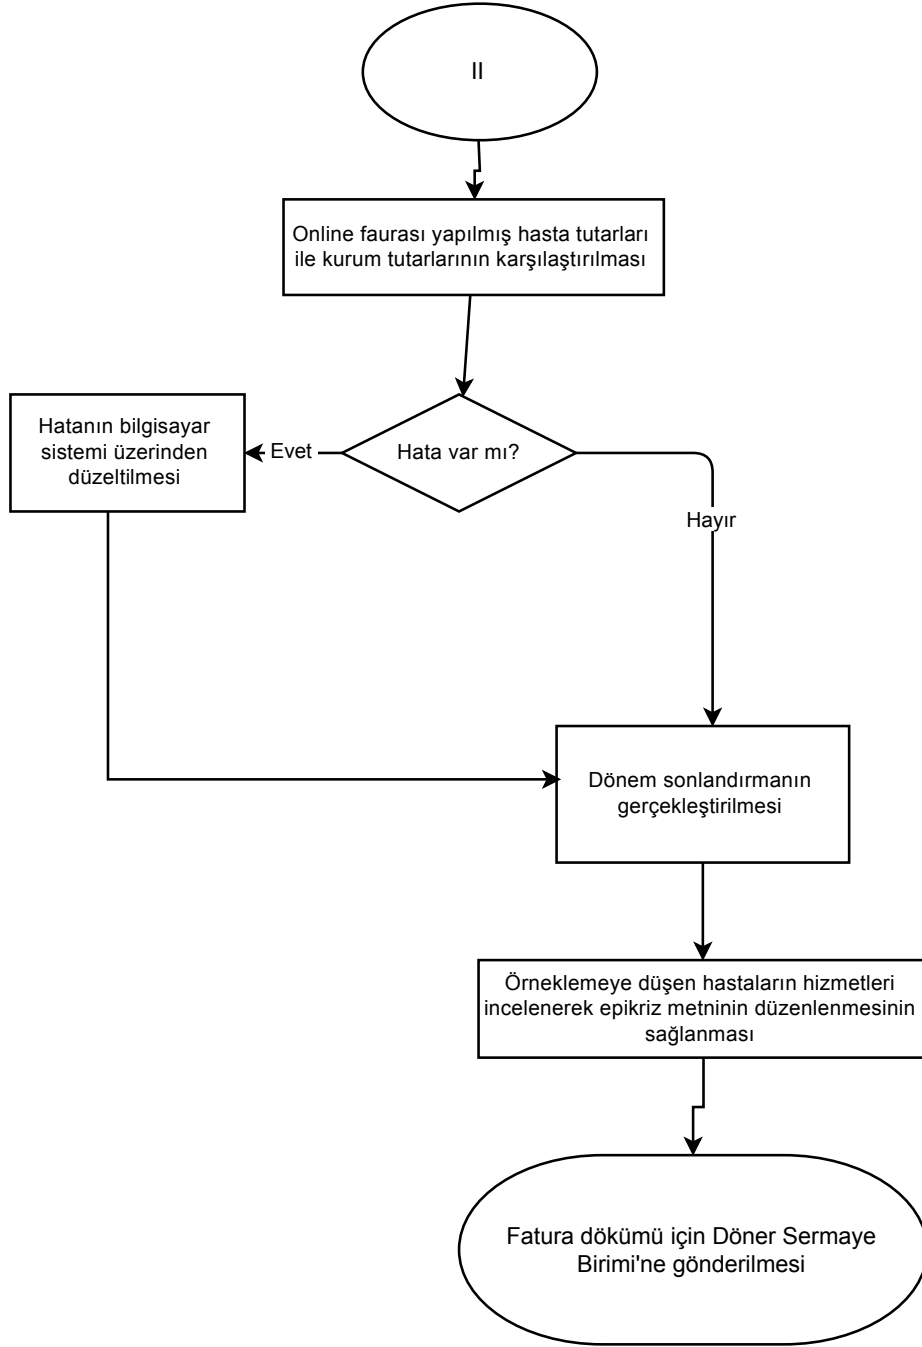 II
Online faurası yapılmış hasta tutarları
ile kurum tutarlarının karşılaştırılması
Hatanın bilgisayar
sistemi üzerinden
düzeltilmesi
Evet
Hata var mı?
Hayır
Dönem sonlandırmanın
gerçekleştirilmesi
Örneklemeye düşen hastaların hizmetleri
incelenerek epikriz metninin düzenlenmesinin
sağlanması
Fatura dökümü için Döner Sermaye
Birimi'ne gönderilmesi